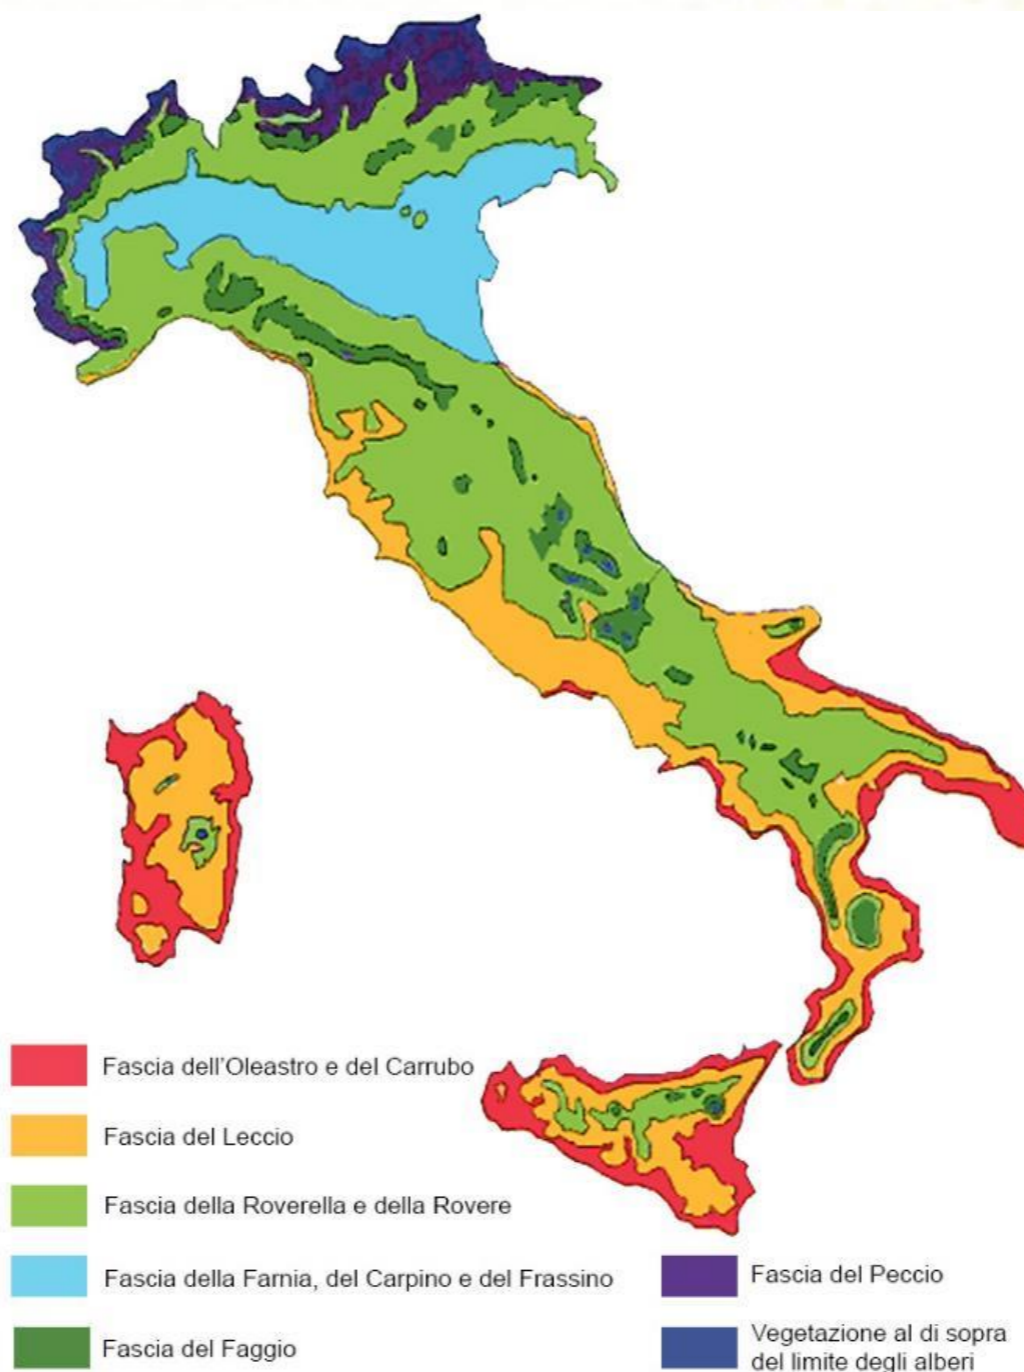 Fascia dell'Oleastro e del Carrubo
Fascia del Leccio
Fascia della Roverella e della Rovere
Fascia della Farnia, del Carpino e del Frassino
Fascia del Faggio
Fascia del Peccio
Vegetazione al di sopra
del limite degli alberi